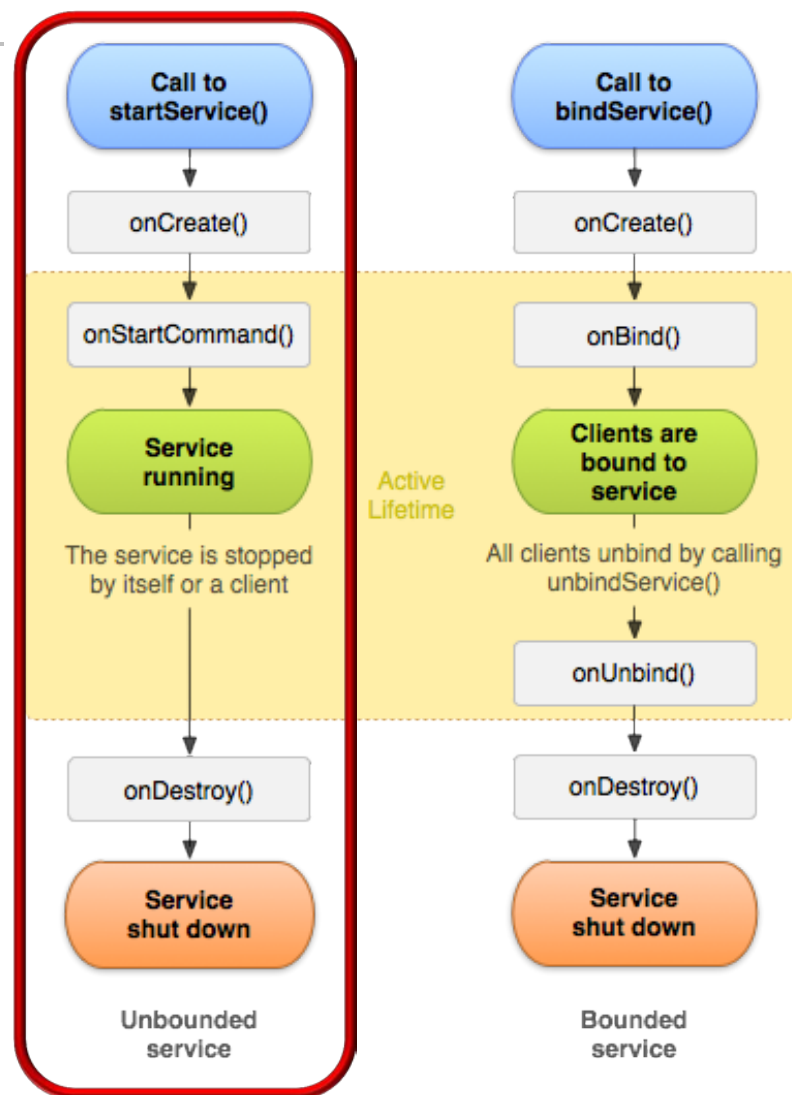 Call to
startService()
onCreate()
onStartCommand()
Service
running
The service is stopped
by itself or a client
onDestroy()
Service
shut down
Unbounded
service
Active
Lifetime
Call to
bindService()
onCreate()
onBind()
Clients are
bound to
service
All clients unbind by calling
unbindService()
onUnbind()
onDestroy()
Service
shut down
Bounded
service